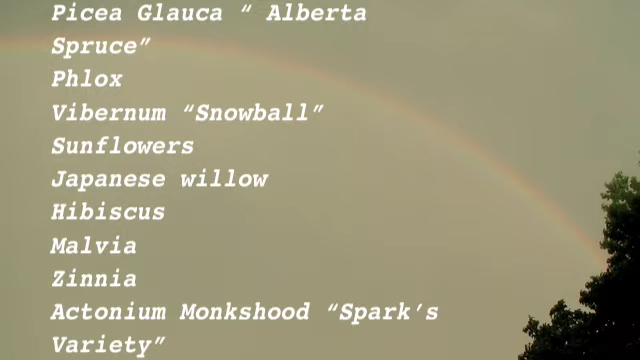 Picea Glauca “ Alberta
Spruce”
Phlox
Vibernum “Snowball”
Sunflowers
Japanese willow
Hibiscus
Malvia
Zinnia
Actonium Monkshood “Spark’s
Variety”